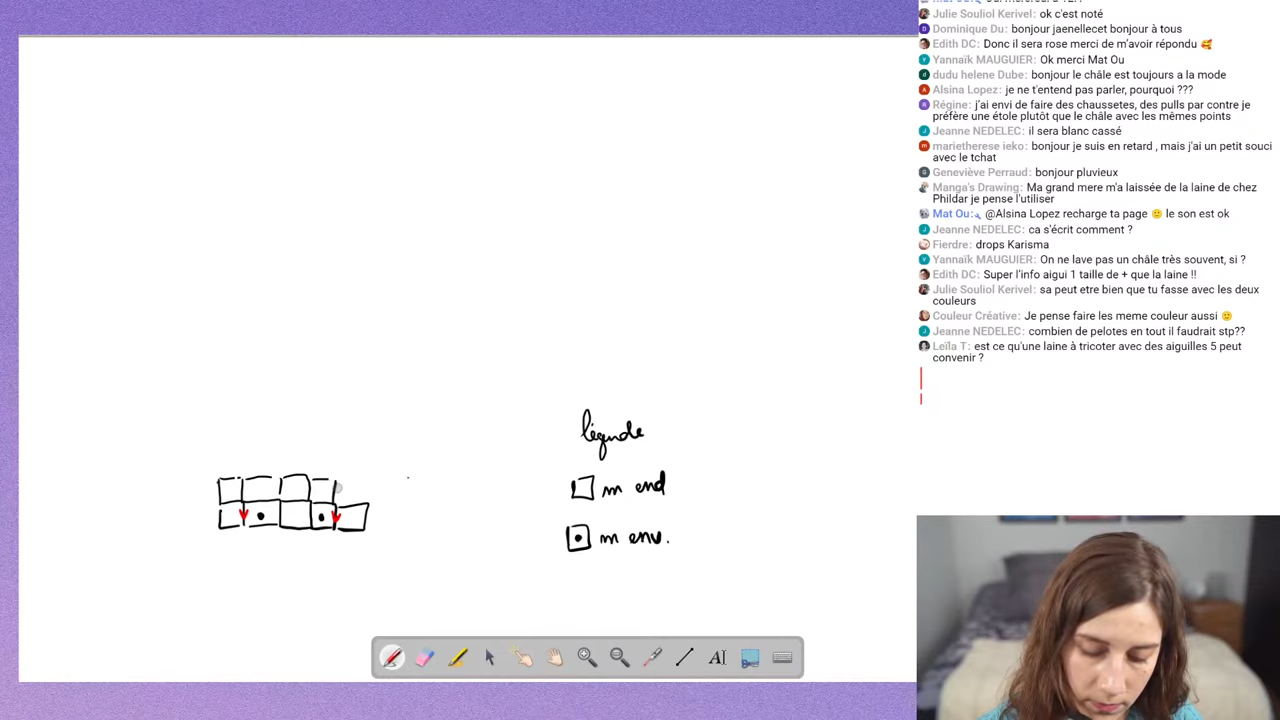 Julie Souliol Kerivel: ok c'est noté
Dominique Du: bonjour jaenellecet bonjour à tous
Edith DC: Donc il sera rose merci de m'avoir répondu 🥰
Yannaïk MAUGUIER: Ok merci Mat Ou
dudu helene Dube: bonjour le châle est toujours a la mode
Alsina Lopez: je ne t'entend pas parler, pourquoi ???
Régine: j'ai envi de faire des chaussetes, des pulls par contre je
préfère une étole plutôt que le châle avec les mêmes points
Jeanne NEDELEC: il sera blanc cassé
marietherese ieko: bonjour je suis en retard , mais j'ai un petit souci
avec le tchat
Geneviève Perraud: bonjour pluvieux
Manga's Drawing: Ma grand mere m'a laissée de la laine de chez
Phildar je pense l'utiliser
Mat Ou: @Alsina Lopez recharge ta page 🙂 le son est ok
Jeanne NEDELEC: ca s'écrit comment ?
Fierdre: drops Karisma
Yannaïk MAUGUIER: On ne lave pas un châle très souvent, si ?
Edith DC: Super l'info aigui 1 taille de + que la laine !!
Julie Souliol Kerivel: sa peut etre bien que tu fasse avec les deux
couleurs
Couleur Créative: Je pense faire les meme couleur aussi 🙂
Jeanne NEDELEC: combien de pelotes en tout il faudrait stp??
Leïla T: est ce qu'une laine à tricoter avec des aiguilles 5 peut
convenir ?
légende
m end
m env.
AI